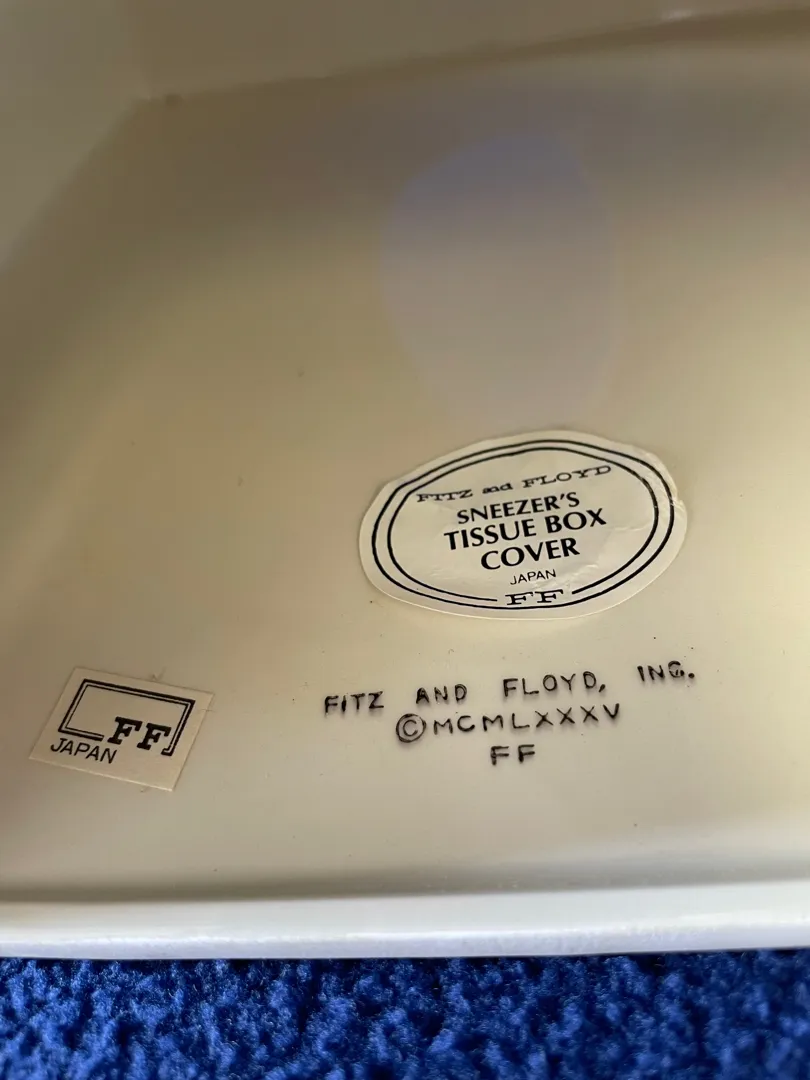 FITZ and FLOYD
SNEEZER'S
TISSUE BOX
COVER
JAPAN
FF
FITZ AND FLOYD, INC.
©MCMLXXXV
FF
FF
JAPAN